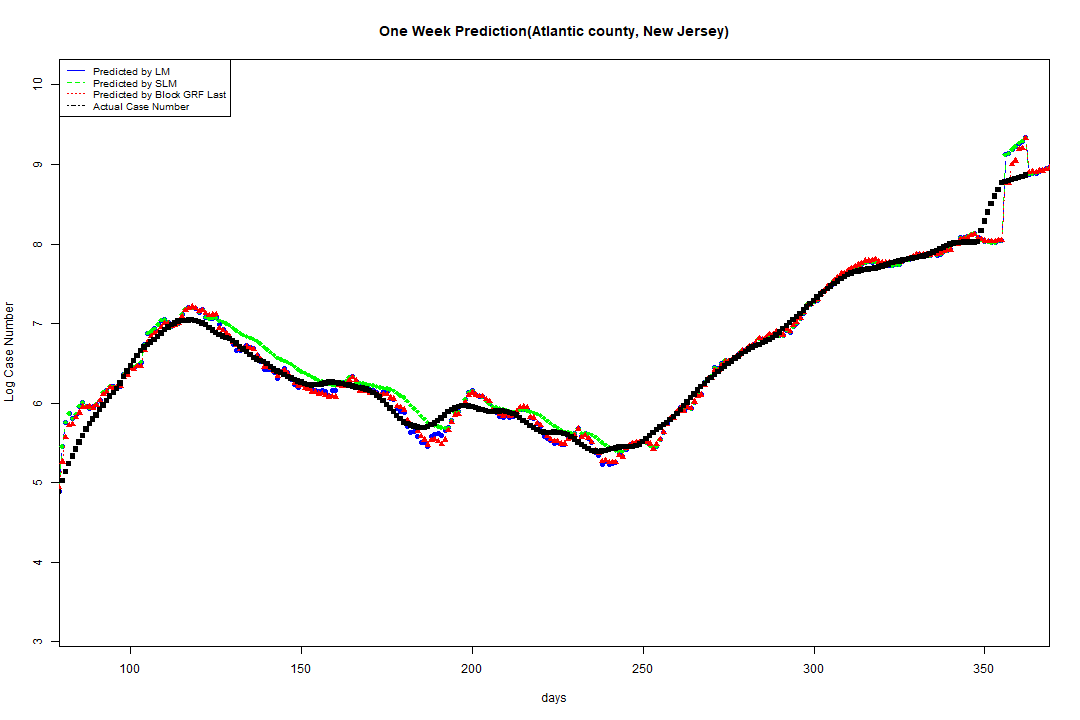 One Week Prediction(Atlantic county, New Jersey)
Predicted by LM
Predicted by SLM
Predicted by Block GRF Last
Actual Case Number
10
9
8
7
6
5
4
3
Log Case Number
100 150 200 250 300 350
days